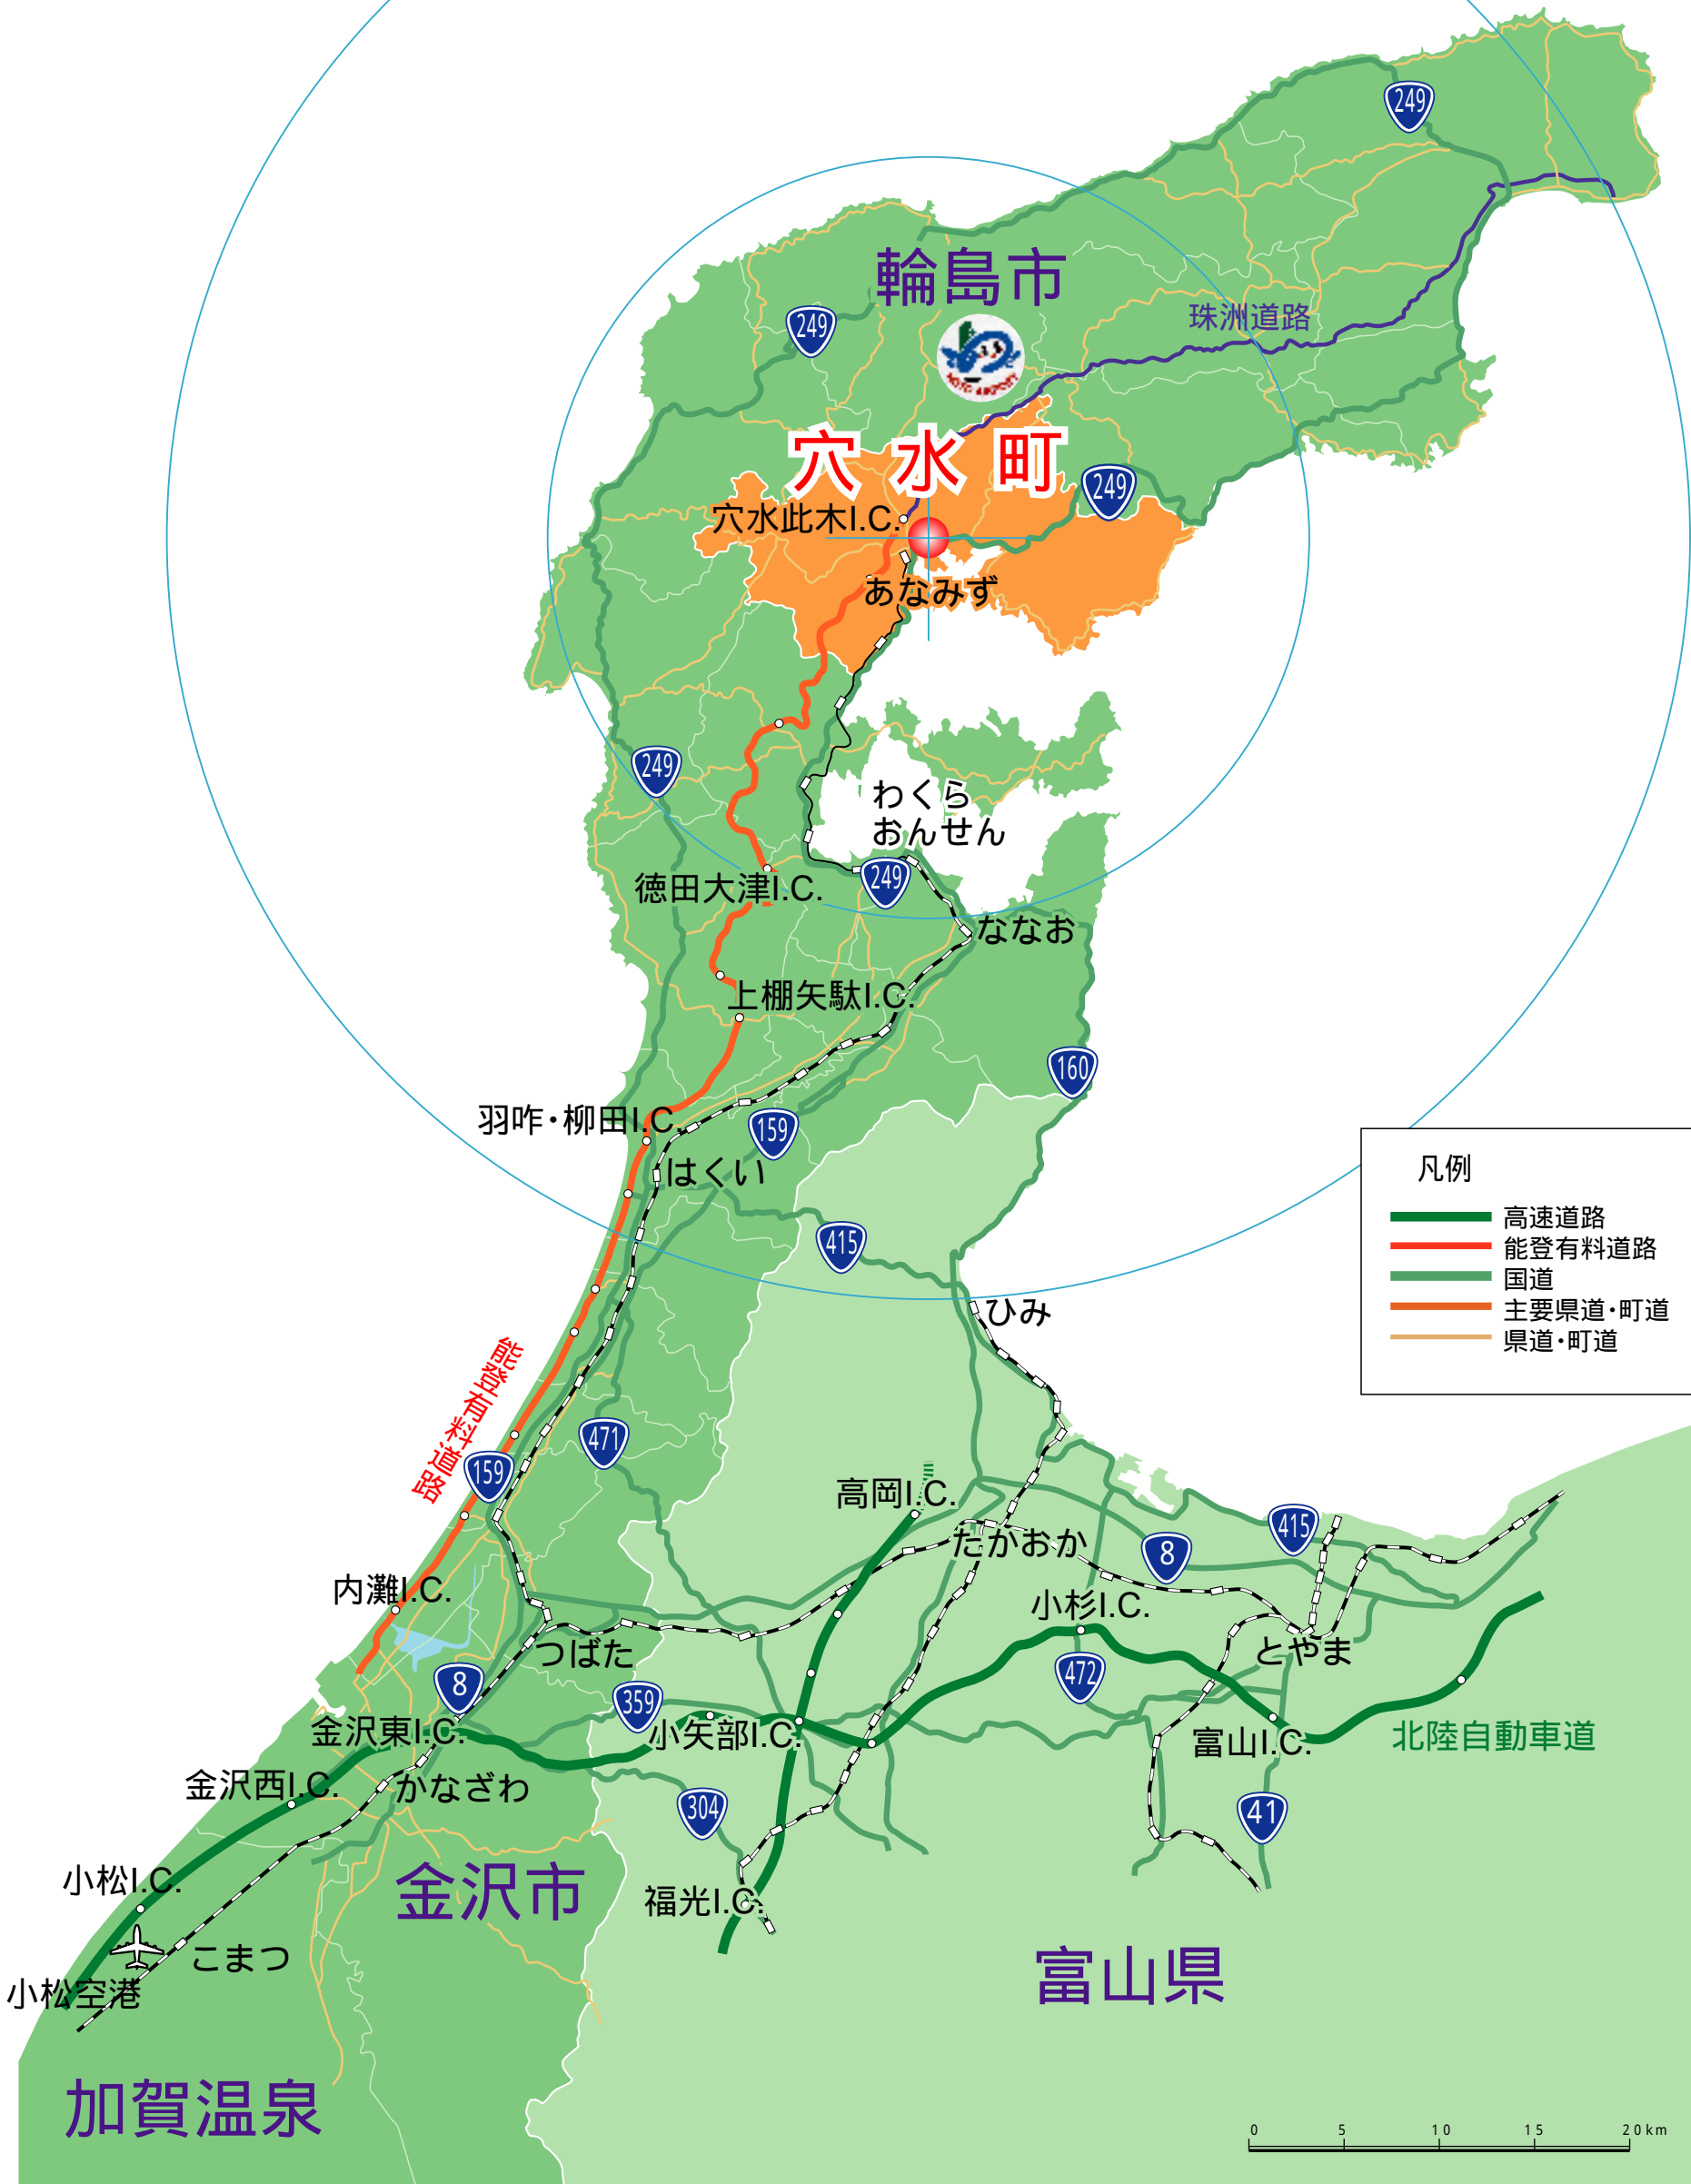 249
輪島市
249
珠洲道路
NOTO AIRPORT
穴水町
249
穴水此木I.C.
あなみず
249
わくら
おんせん
徳田大津I.C.
249
ななお
上棚矢駄I.C.
160
羽咋・柳田I.C.
159
はくい
凡例
高速道路
能登有料道路
国道
主要県道・町道
県道・町道
415
ひみ
能登有料道路
471
159
高岡I.C.
たかおか
415
8
内灘I.C.
小杉I.C.
つばた
とやま
8
472
359
金沢東I.C.
小矢部I.C.
富山I.C.
北陸自動車道
金沢西I.C.
かなざわ
304
41
小松I.C.
金沢市
福光I.C.
こまつ
小松空港
富山県
加賀温泉
0 5 10 15 20km